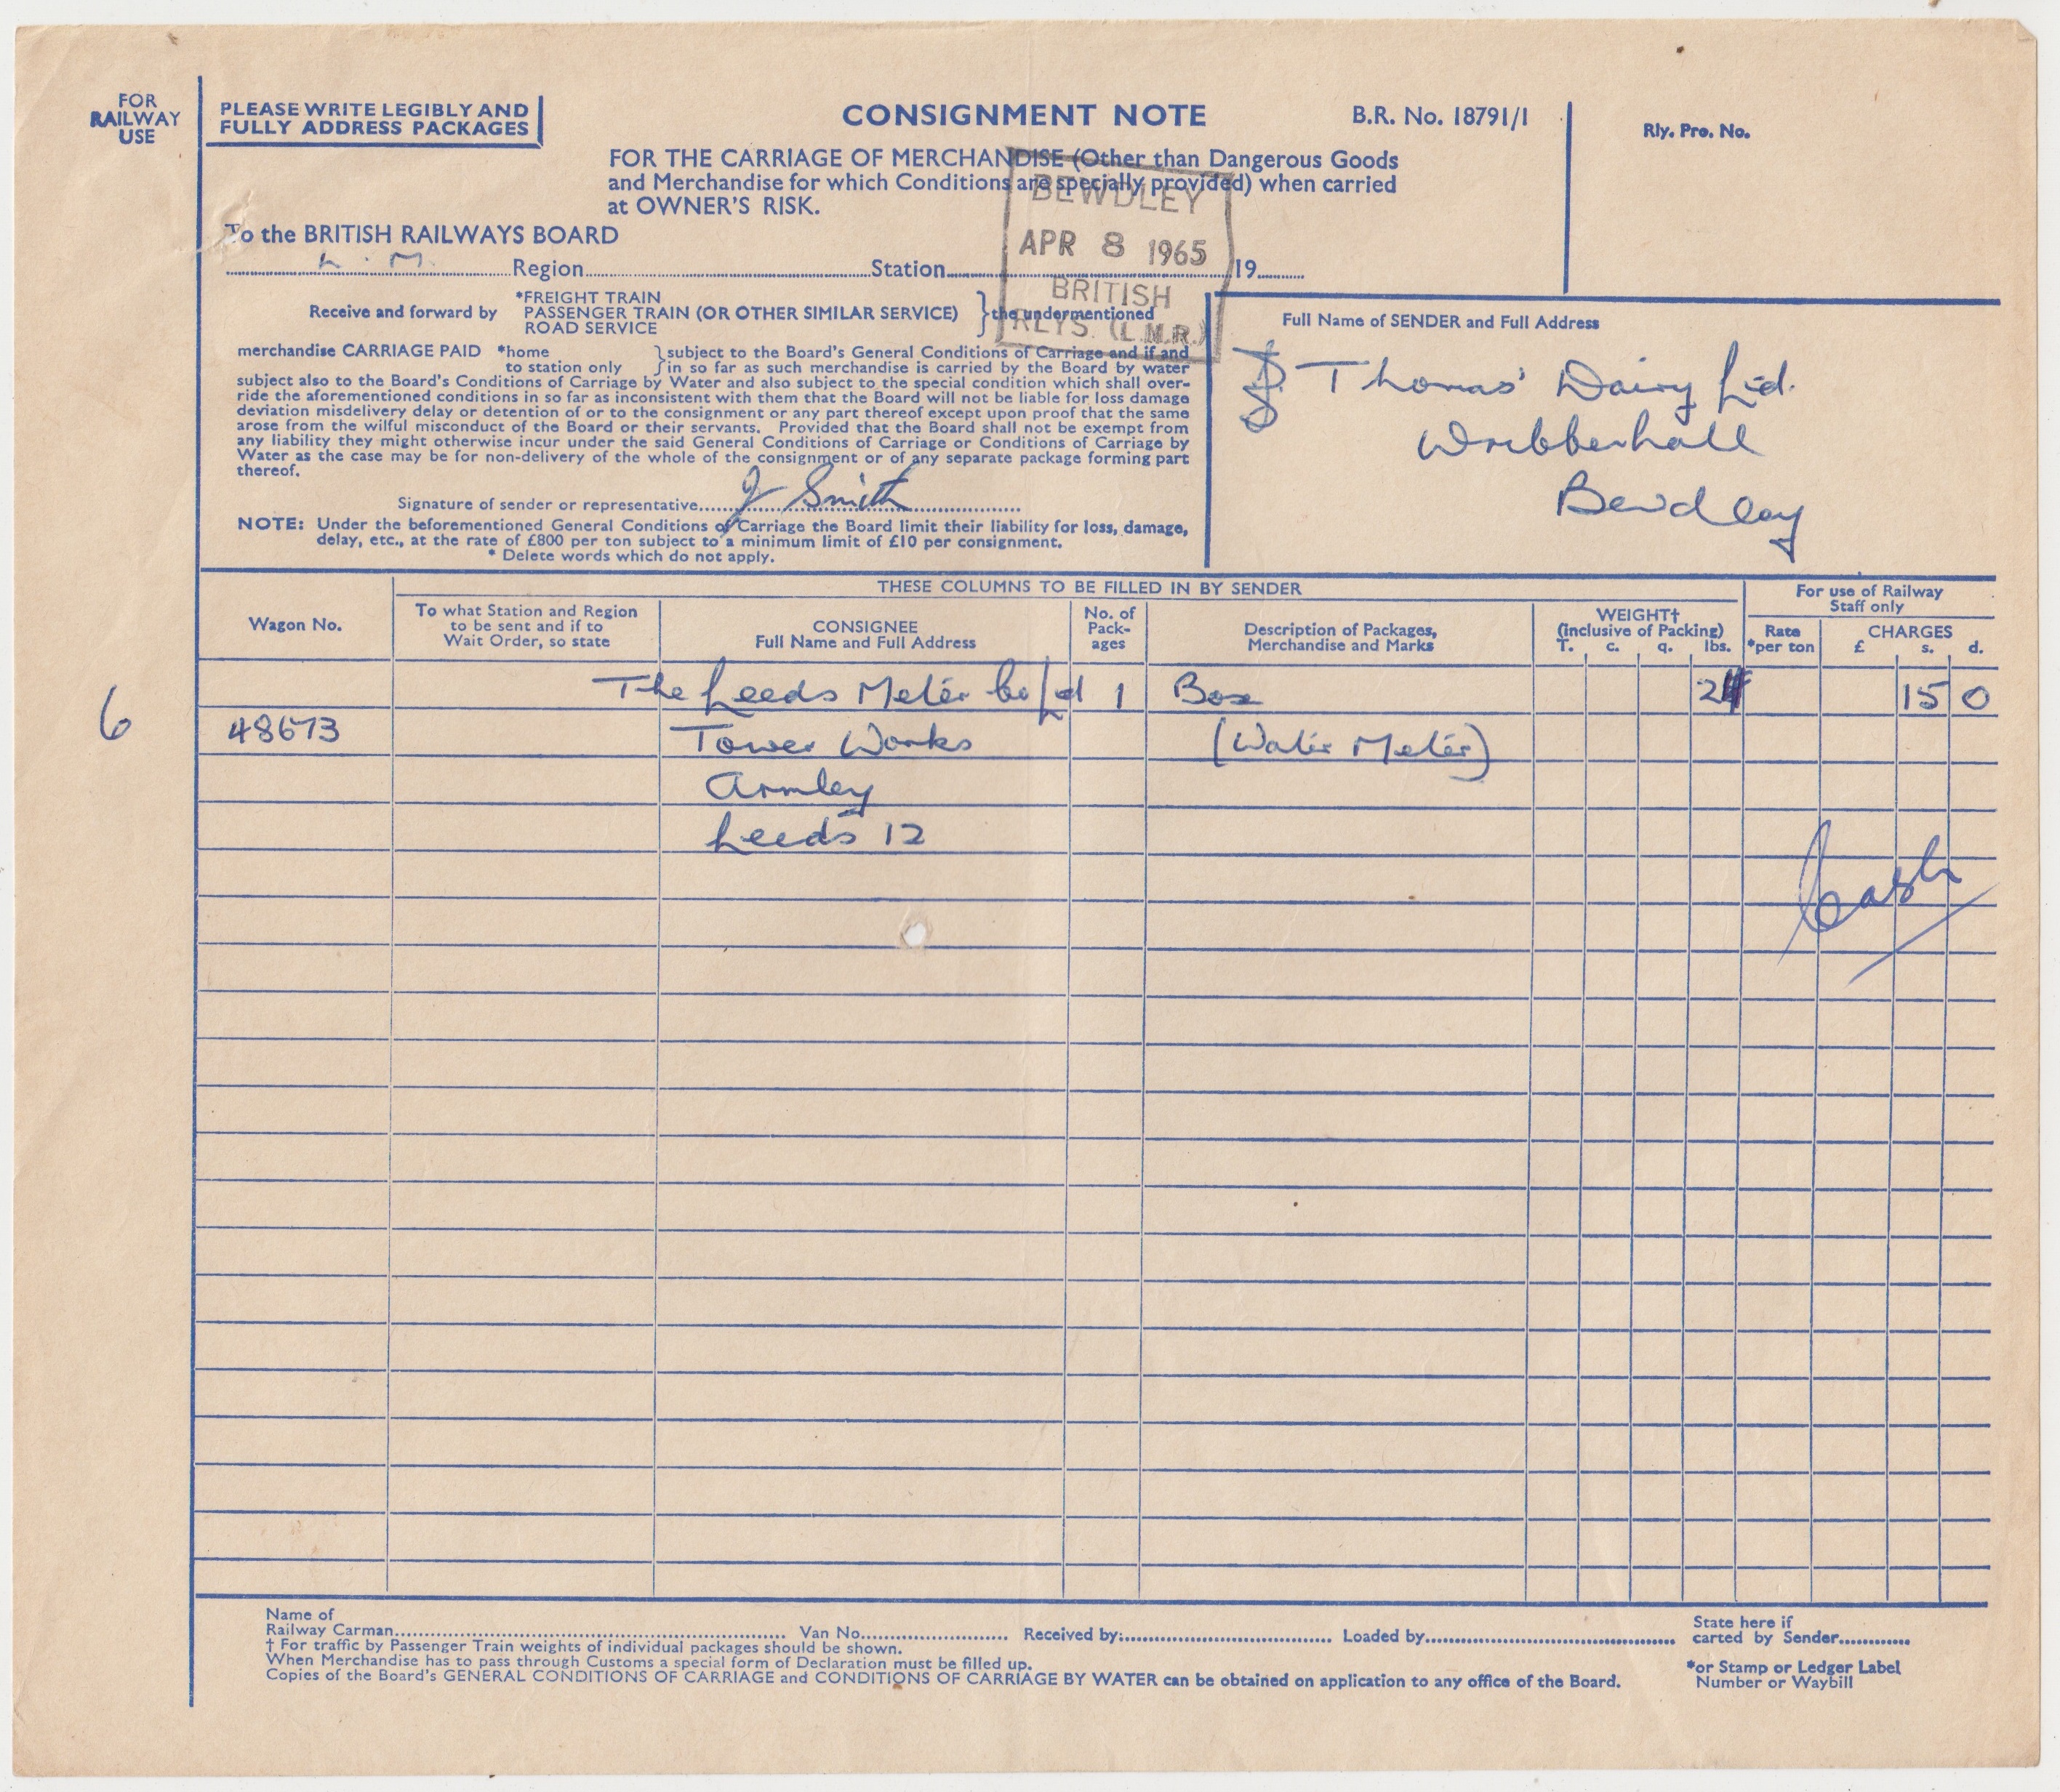 FOR
RAILWAY
USE
PLEASE WRITE LEGIBLY AND
FULLY ADDRESS PACKAGES
CONSIGNMENT NOTE
B.R. No. 18791/1
Rly. Pro. No.
FOR THE CARRIAGE OF MERCHANDISE (Other than Dangerous Goods
and Merchandise for which Conditions are specially provided) when carried
at OWNER'S RISK.
BEWDLEY
APR 8 1965
BRITISH
RLYS. (L.M.R.)
To the BRITISH RAILWAYS BOARD
L. M. Region Station 19
Receive and forward by
*FREIGHT TRAIN
PASSENGER TRAIN (OR OTHER SIMILAR SERVICE)
ROAD SERVICE
the undermentioned
merchandise CARRIAGE PAID *home
to station only
subject to the Board's General Conditions of Carriage and if and
in so far as such merchandise is carried by the Board by water
subject also to the Board's Conditions of Carriage by Water and also subject to the special condition which shall over-
ride the aforementioned conditions in so far as inconsistent with them that the Board will not be liable for loss damage
deviation misdelivery delay or detention of or to the consignment or any part thereof except upon proof that the same
arose from the wilful misconduct of the Board or their servants. Provided that the Board shall not be exempt from
any liability they might otherwise incur under the said General Conditions of Carriage or Conditions of Carriage by
Water as the case may be for non-delivery of the whole of the consignment or of any separate package forming part
thereof.
Signature of sender or representative J Smith
NOTE: Under the beforementioned General Conditions of Carriage the Board limit their liability for loss, damage,
delay, etc., at the rate of £800 per ton subject to a minimum limit of £10 per consignment.
* Delete words which do not apply.
Full Name of SENDER and Full Address
Thomas' Dairy Ltd.
Wribbenhall
Bewdley
THESE COLUMNS TO BE FILLED IN BY SENDER
For use of Railway
Staff only
Wagon No.
To what Station and Region
to be sent and if to
Wait Order, so state
CONSIGNEE
Full Name and Full Address
No. of
Pack-
ages
Description of Packages,
Merchandise and Marks
WEIGHT†
(inclusive of Packing)
T. c. q. lbs.
Rate
*per ton
CHARGES
£ s. d.
The Leeds Meter Co Ltd 1 Box 15 0
6
48673 Tower Works (Water Meter)
Armley
Leeds 12
Cash
Name of
Railway Carman Van No. Received by: Loaded by
State here if
carted by Sender
† For traffic by Passenger Train weights of individual packages should be shown.
When Merchandise has to pass through Customs a special form of Declaration must be filled up.
Copies of the Board's GENERAL CONDITIONS OF CARRIAGE and CONDITIONS OF CARRIAGE BY WATER can be obtained on application to any office of the Board.
*or Stamp or Ledger Label
Number or Waybill